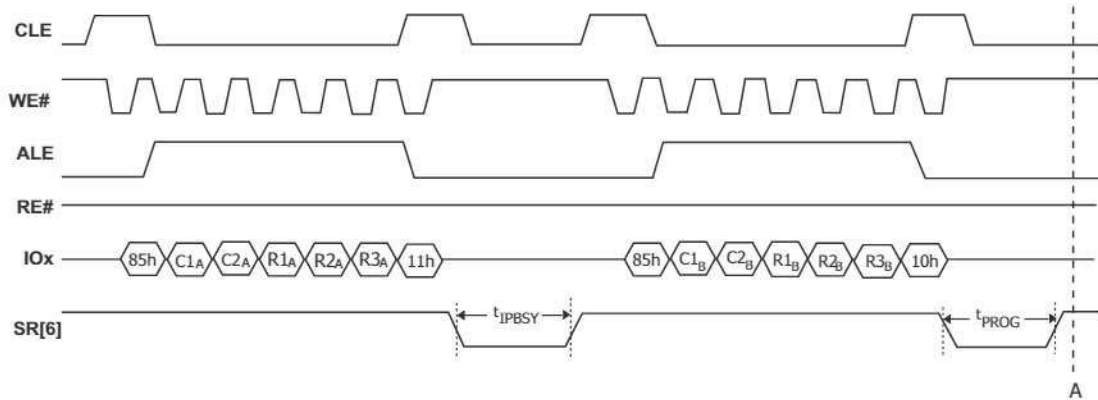 CLE
WE#
ALE
RE#
IOx 85h C1A C2A R1A R2A R3A 11h 85h C1B C2B R1B R2B R3B 10h
SR[6] tIPBSY tPROG
A